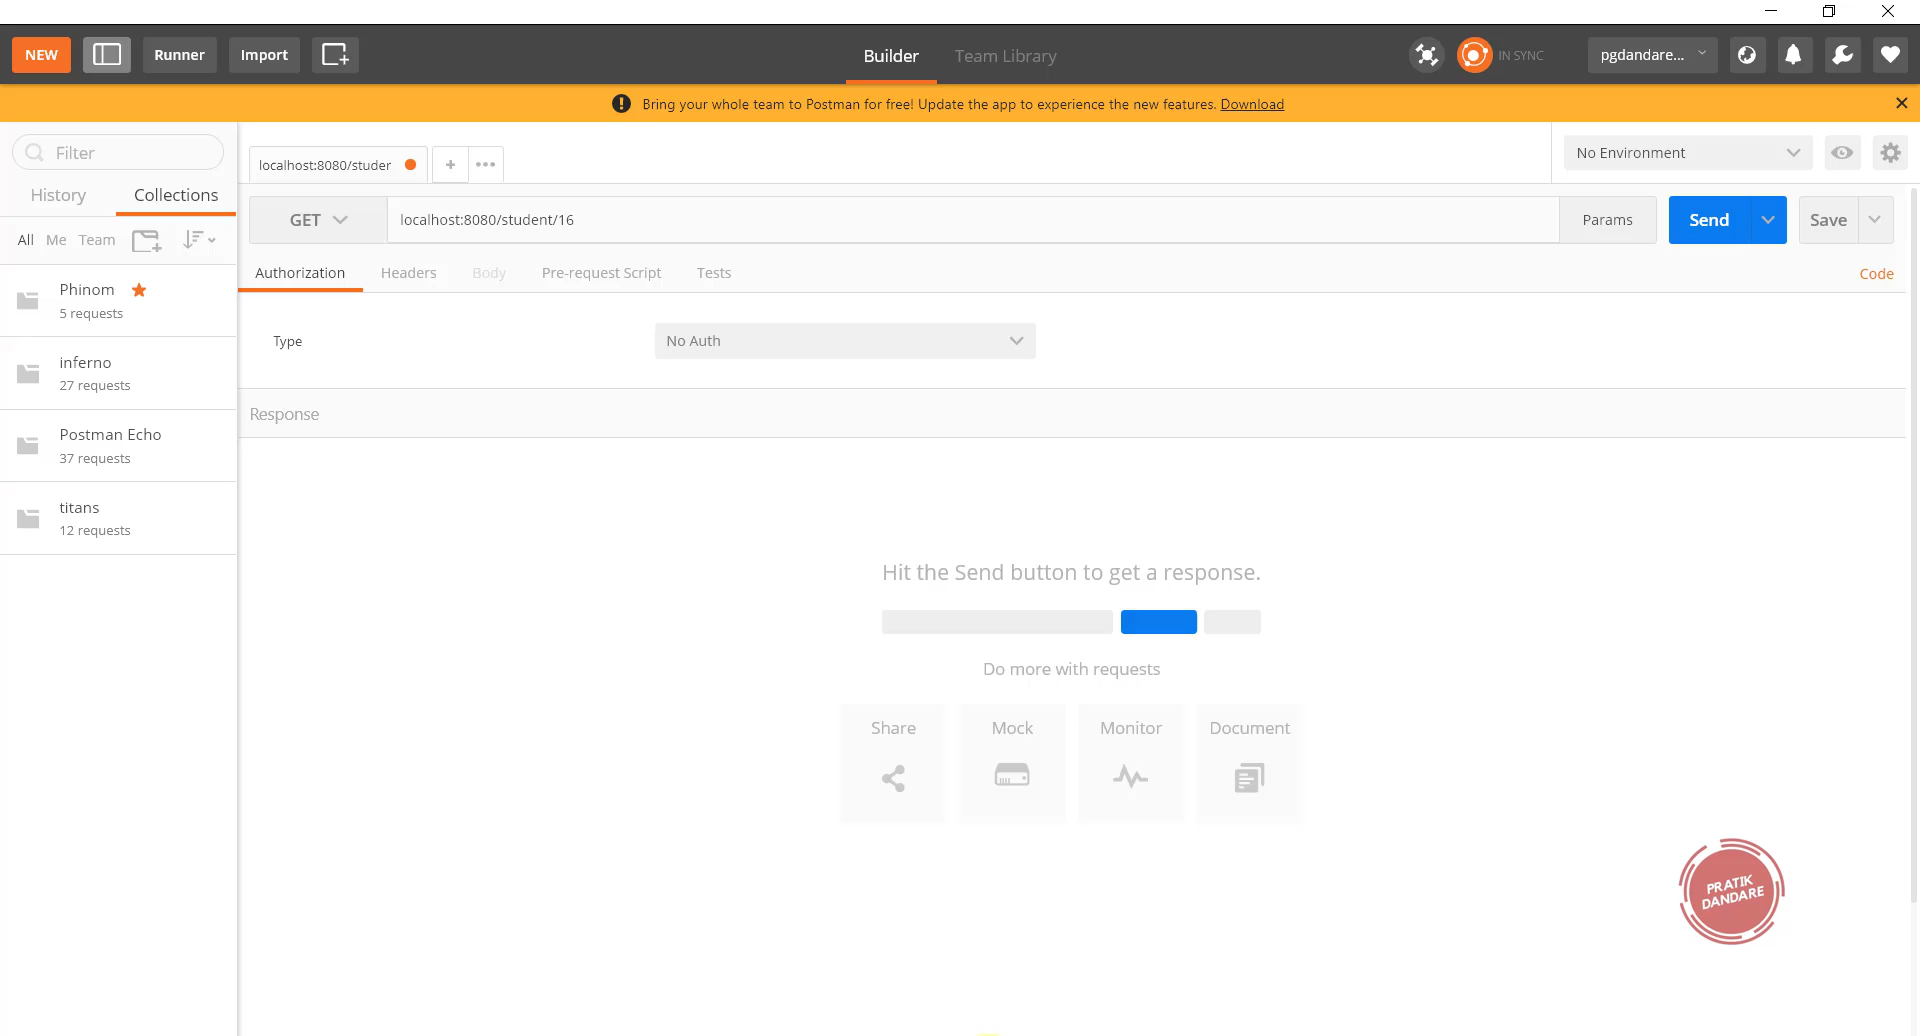 NEW Runner Import Builder Team Library IN SYNC pgdandare...
Bring your whole team to Postman for free! Update the app to experience the new features. Download
Filter
localhost:8080/studer
No Environment
History Collections
GET localhost:8080/student/16 Params Send Save
All Me Team
Authorization Headers Body Pre-request Script Tests Code
Phinom
5 requests
Type No Auth
inferno
27 requests
Response
Postman Echo
37 requests
titans
12 requests
Hit the Send button to get a response.
Do more with requests
Share Mock Monitor Document
PRATIK
DANDARE